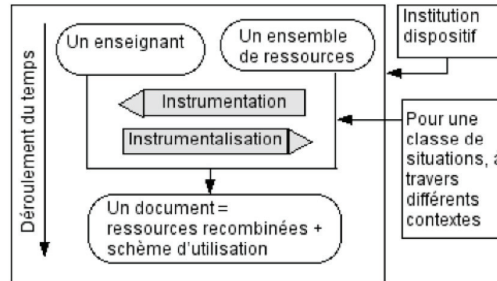 Déroulement du temps
Un enseignant
Un ensemble
de ressources
Instrumentation
Instrumentalisation
Un document =
ressources recombinées +
schème d'utilisation
Institution
dispositif
Pour une
classe de
situations, à
travers
différents
contextes